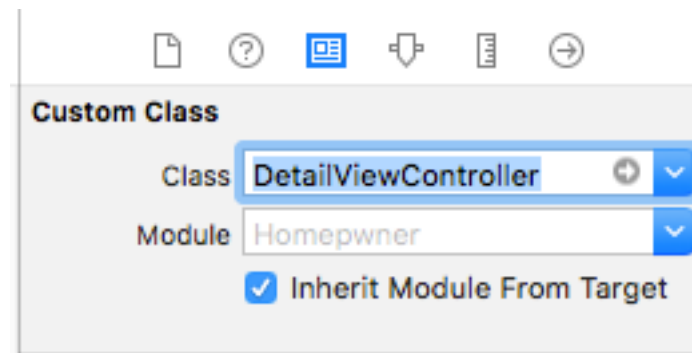 Custom Class
Class DetailViewController
Module Homepwner
Inherit Module From Target